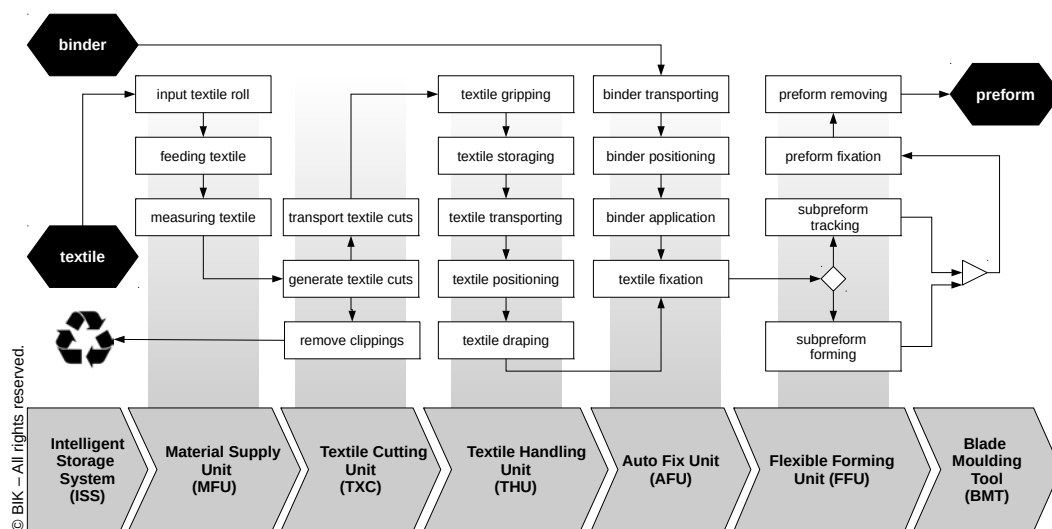 binder
textile
input textile roll
feeding textile
measuring textile
transport textile cuts
generate textile cuts
remove clippings
textile gripping
textile storaging
textile transporting
textile positioning
textile draping
binder transporting
binder positioning
binder application
textile fixation
preform removing
preform fixation
subpreform
tracking
subpreform
forming
preform
© BIK – All rights reserved.
Intelligent
Storage
System
(ISS)
Material Supply
Unit
(MFU)
Textile Cutting
Unit
(TXC)
Textile Handling
Unit
(THU)
Auto Fix Unit
(AFU)
Flexible Forming
Unit (FFU)
Blade
Moulding
Tool
(BMT)